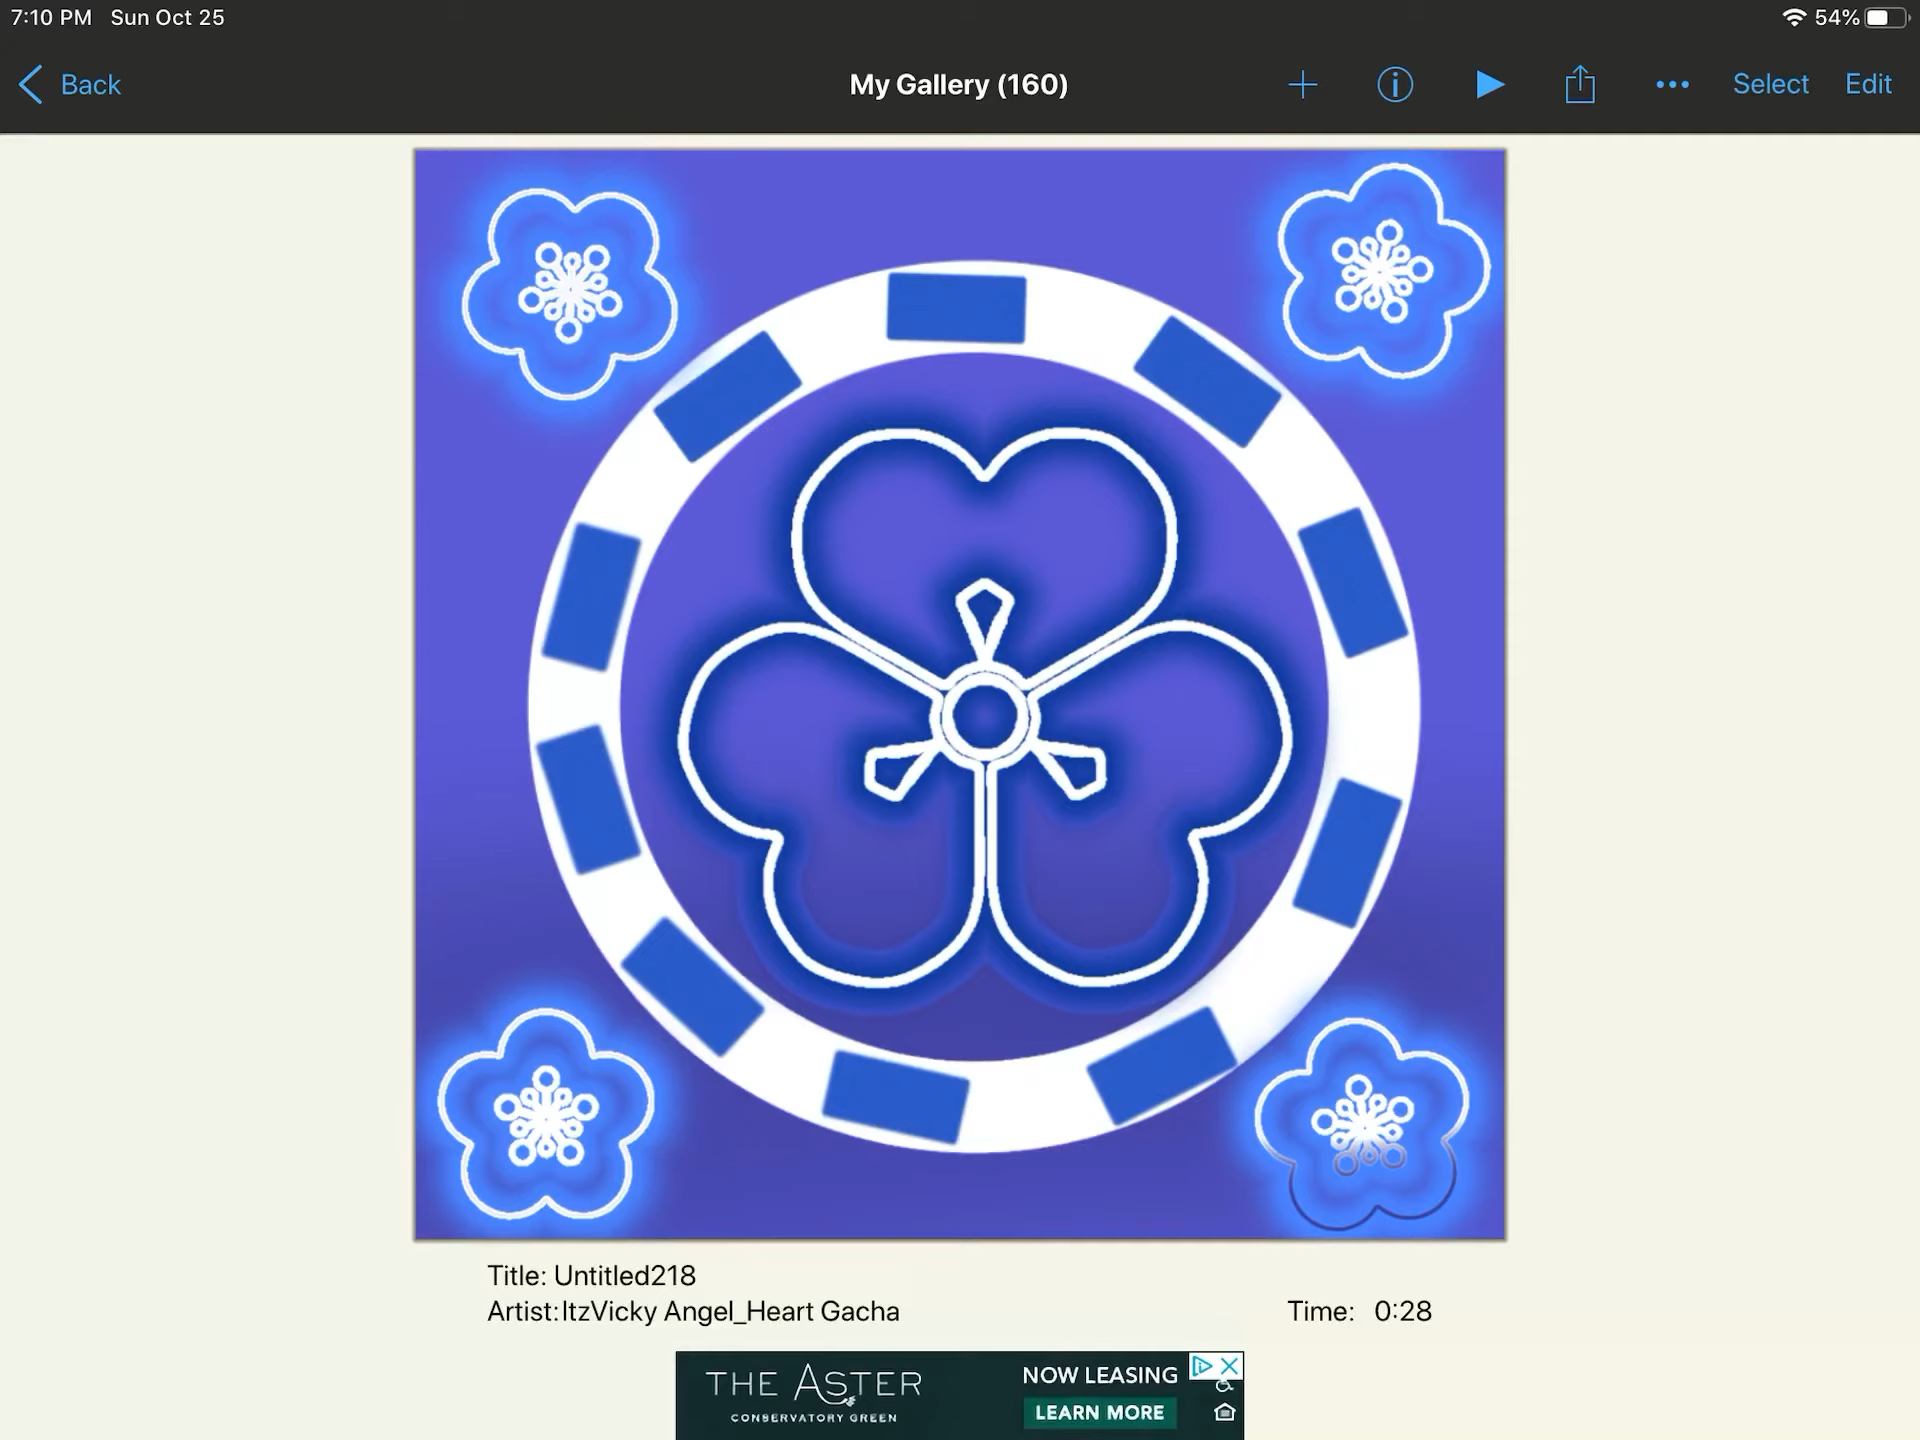 7:10 PM Sun Oct 25
54%
Back
My Gallery (160)
Select
Edit
Title: Untitled218
Artist:ItzVicky Angel_Heart Gacha
Time: 0:28
THE ASTER
CONSERVATORY GREEN
NOW LEASING
LEARN MORE